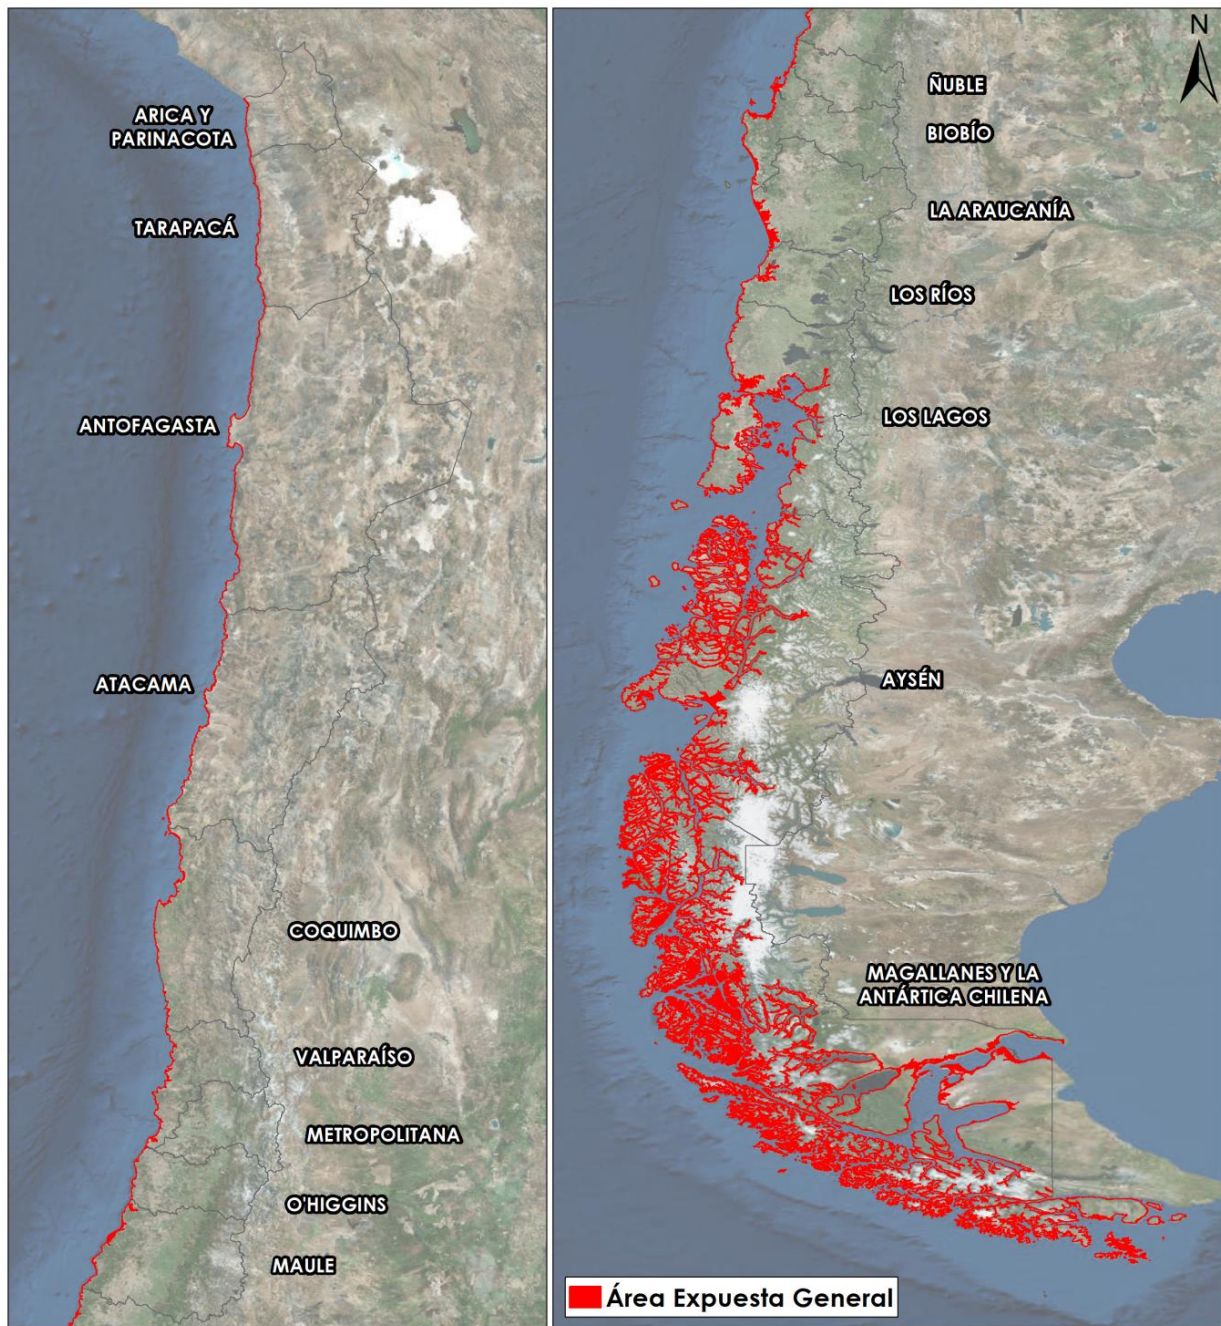 ARICA Y
PARINACOTA
TARAPACÁ
ANTOFAGASTA
ATACAMA
COQUIMBO
VALPARAÍSO
METROPOLITANA
O'HIGGINS
MAULE
N
ÑUBLE
BIOBÍO
LA ARAUCANÍA
LOS RÍOS
LOS LAGOS
AYSÉN
MAGALLANES Y LA
ANTÁRTICA CHILENA
Área Expuesta General